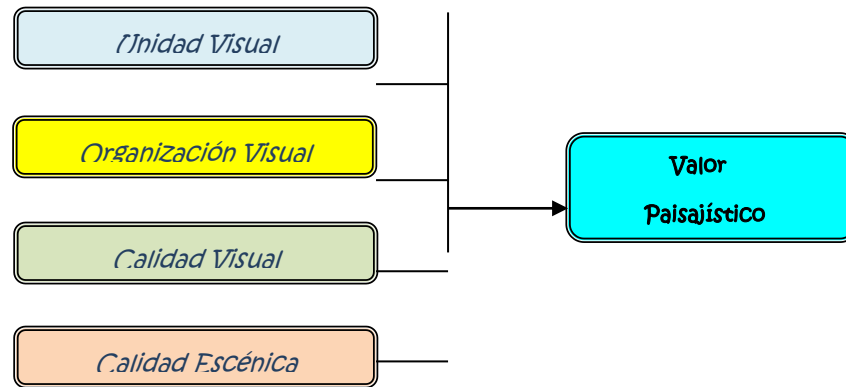 Unidad Visual
Organización Visual
Valor
Paisajístico
Calidad Visual
Calidad Escénica